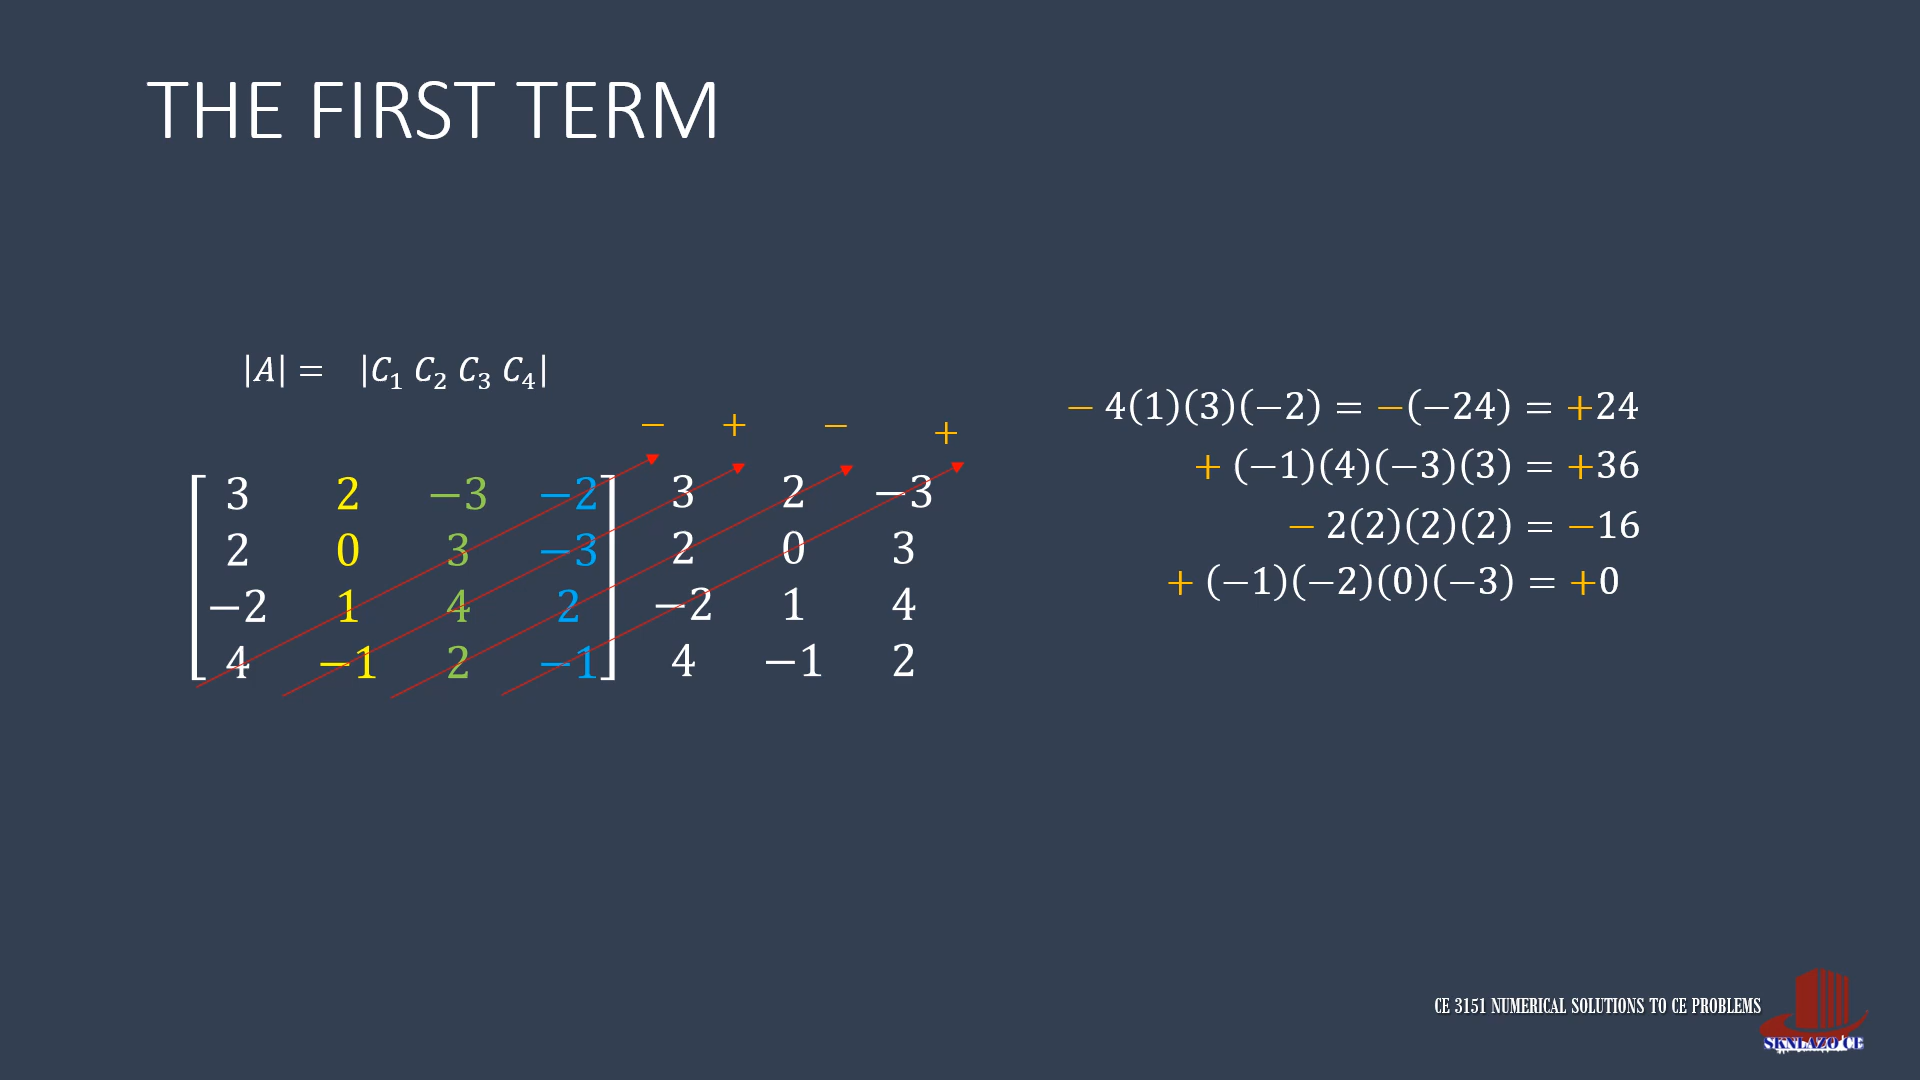 THE FIRST TERM
|A| = |C₁ C₂ C₃ C₄|
− + − +
[3 2 −3 −2] 3 2 −3
[2 0 3 −3] 2 0 3
[−2 1 4 2] −2 1 4
[4 −1 2 −1] 4 −1 2
− 4(1)(3)(−2) = −(−24) = +24
+ (−1)(4)(−3)(3) = +36
− 2(2)(2)(2) = −16
+ (−1)(−2)(0)(−3) = +0
CE 3151 NUMERICAL SOLUTIONS TO CE PROBLEMS
SKNLAZO CE